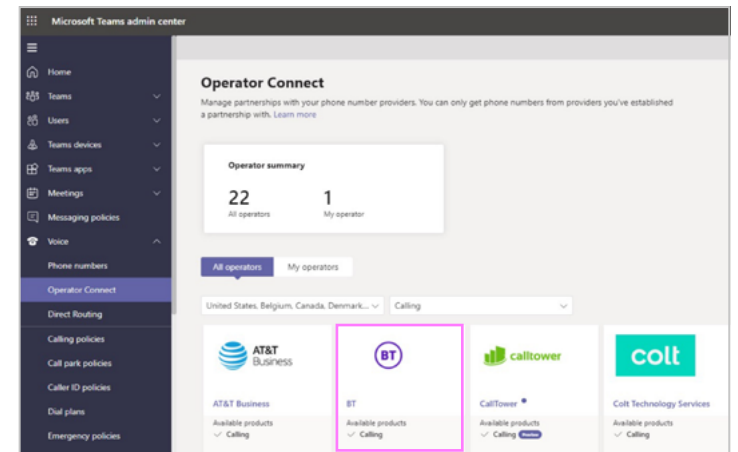 Microsoft Teams admin center
Home
Teams
Users
Teams devices
Teams apps
Meetings
Messaging policies
Voice
Phone numbers
Operator Connect
Direct Routing
Calling policies
Call park policies
Caller ID policies
Dial plans
Emergency policies
Operator Connect
Manage partnerships with your phone number providers. You can only get phone numbers from providers you've established
a partnership with. Learn more
Operator summary
22 1
All operators My operator
All operators My operators
United States, Belgium, Canada, Denmark... Calling
AT&T
Business
BT
calltower
colt
AT&T Business BT CallTower Colt Technology Services
Available products Available products Available products Available products
Calling Calling Calling Preview Calling